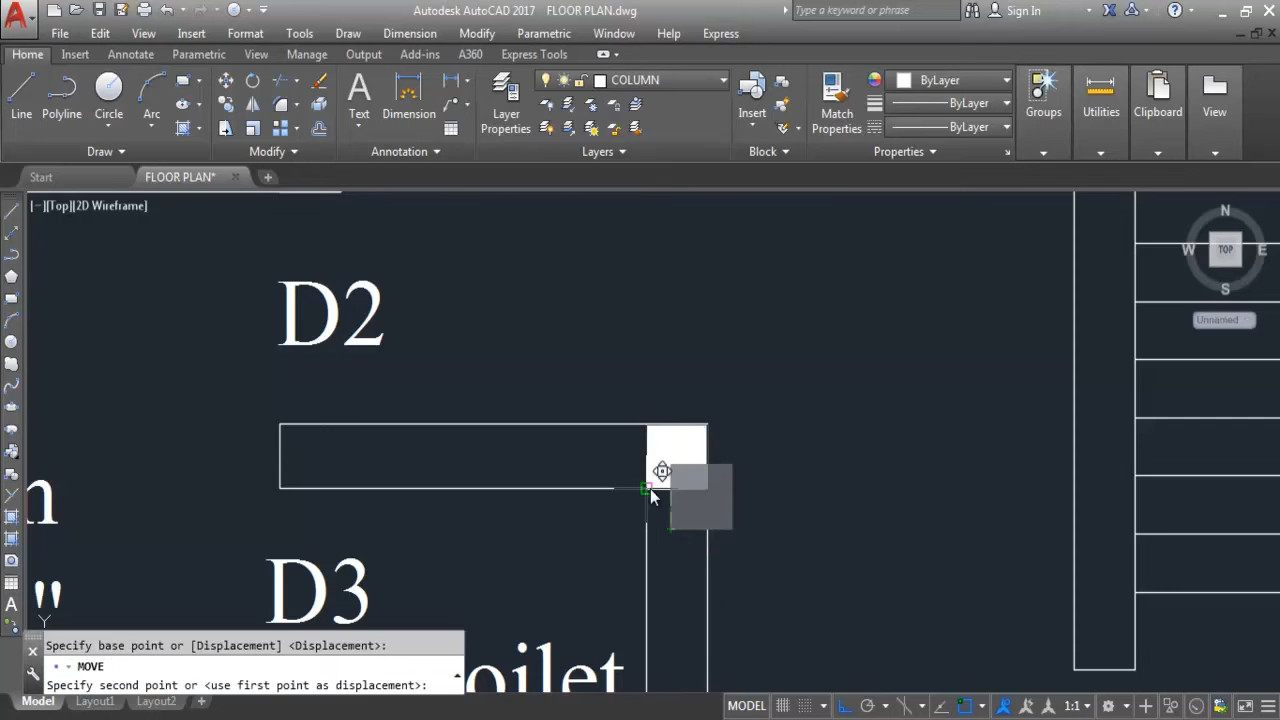 Autodesk AutoCAD 2017 FLOOR PLAN.dwg
Type a keyword or phrase
Sign In
File Edit View Insert Format Tools Draw Dimension Modify Parametric Window Help Express
Home Insert Annotate Parametric View Manage Output Add-ins A360 Express Tools
COLUMN
ByLayer
ByLayer
ByLayer
Line Polyline Circle Arc
Text Dimension
Layer Properties
Insert
Match Properties
Groups Utilities Clipboard View
Draw Modify Annotation Layers Block Properties
Start FLOOR PLAN*
[−][Top][2D Wireframe]
N
W TOP E
S
Unnamed
D2
n
D3
"
oilet
Y
Specify base point or [Displacement] <Displacement>:
MOVE
Specify second point or <use first point as displacement>:
Model Layout1 Layout2 +
MODEL 1:1